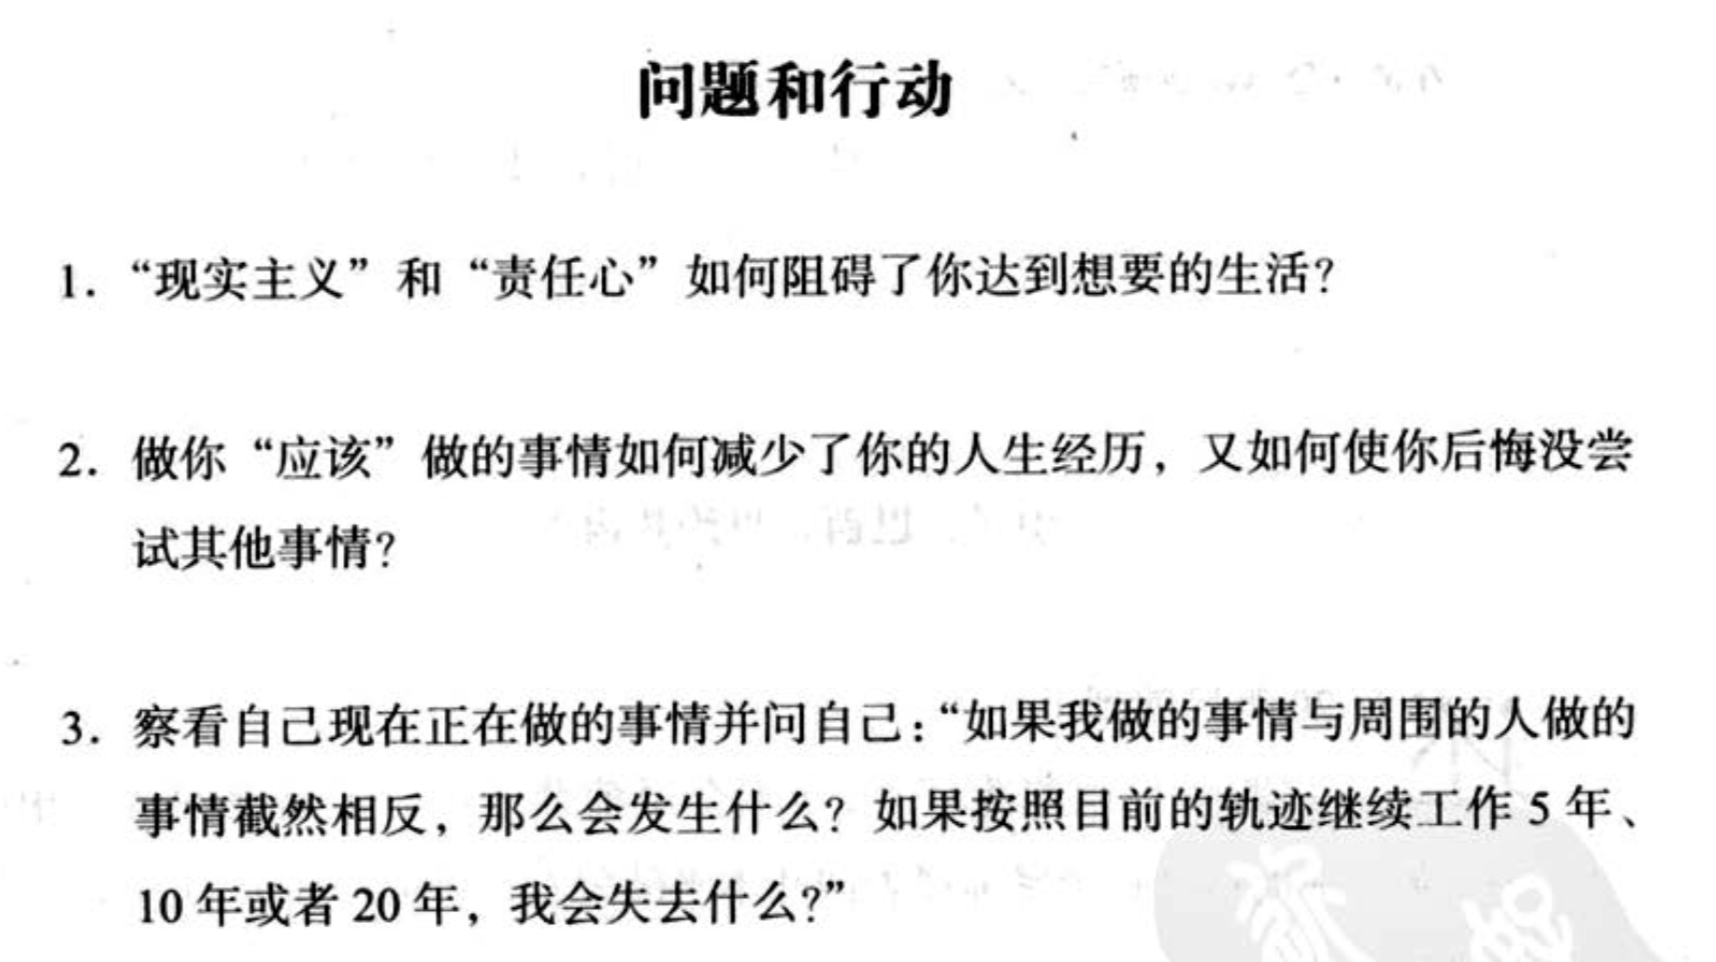 问题和行动
1. “现实主义”和“责任心”如何阻碍了你达到想要的生活?
2. 做你“应该”做的事情如何减少了你的人生经历，又如何使你后悔没尝
试其他事情?
3. 察看自己现在正在做的事情并问自己:“如果我做的事情与周围的人做的
事情截然相反，那么会发生什么? 如果按照目前的轨迹继续工作 5 年、
10 年或者 20 年，我会失去什么?”